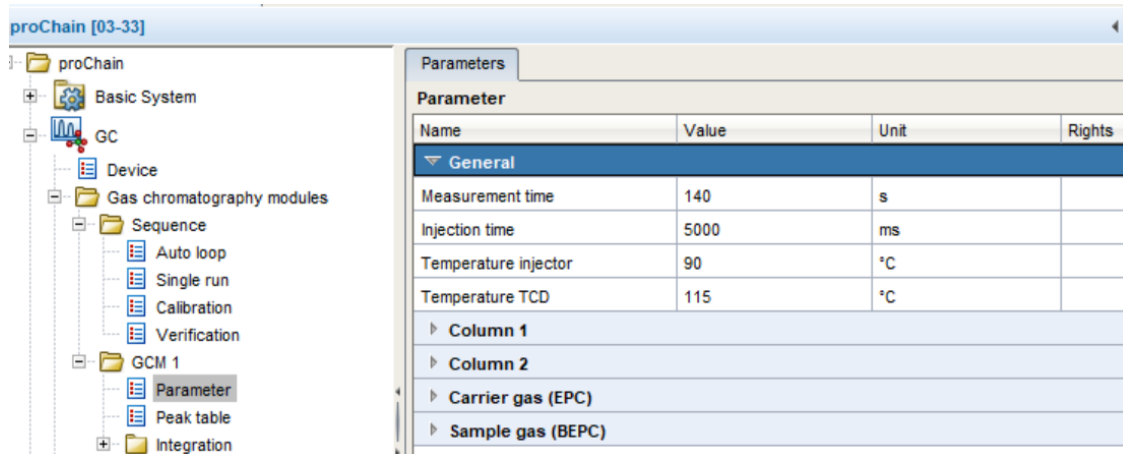 proChain [03-33]
proChain
Basic System
GC
Device
Gas chromatography modules
Sequence
Auto loop
Single run
Calibration
Verification
GCM 1
Parameter
Peak table
Integration
Parameters
Parameter
Name Value Unit Rights
General
Measurement time 140 s
Injection time 5000 ms
Temperature injector 90 °C
Temperature TCD 115 °C
Column 1
Column 2
Carrier gas (EPC)
Sample gas (BEPC)